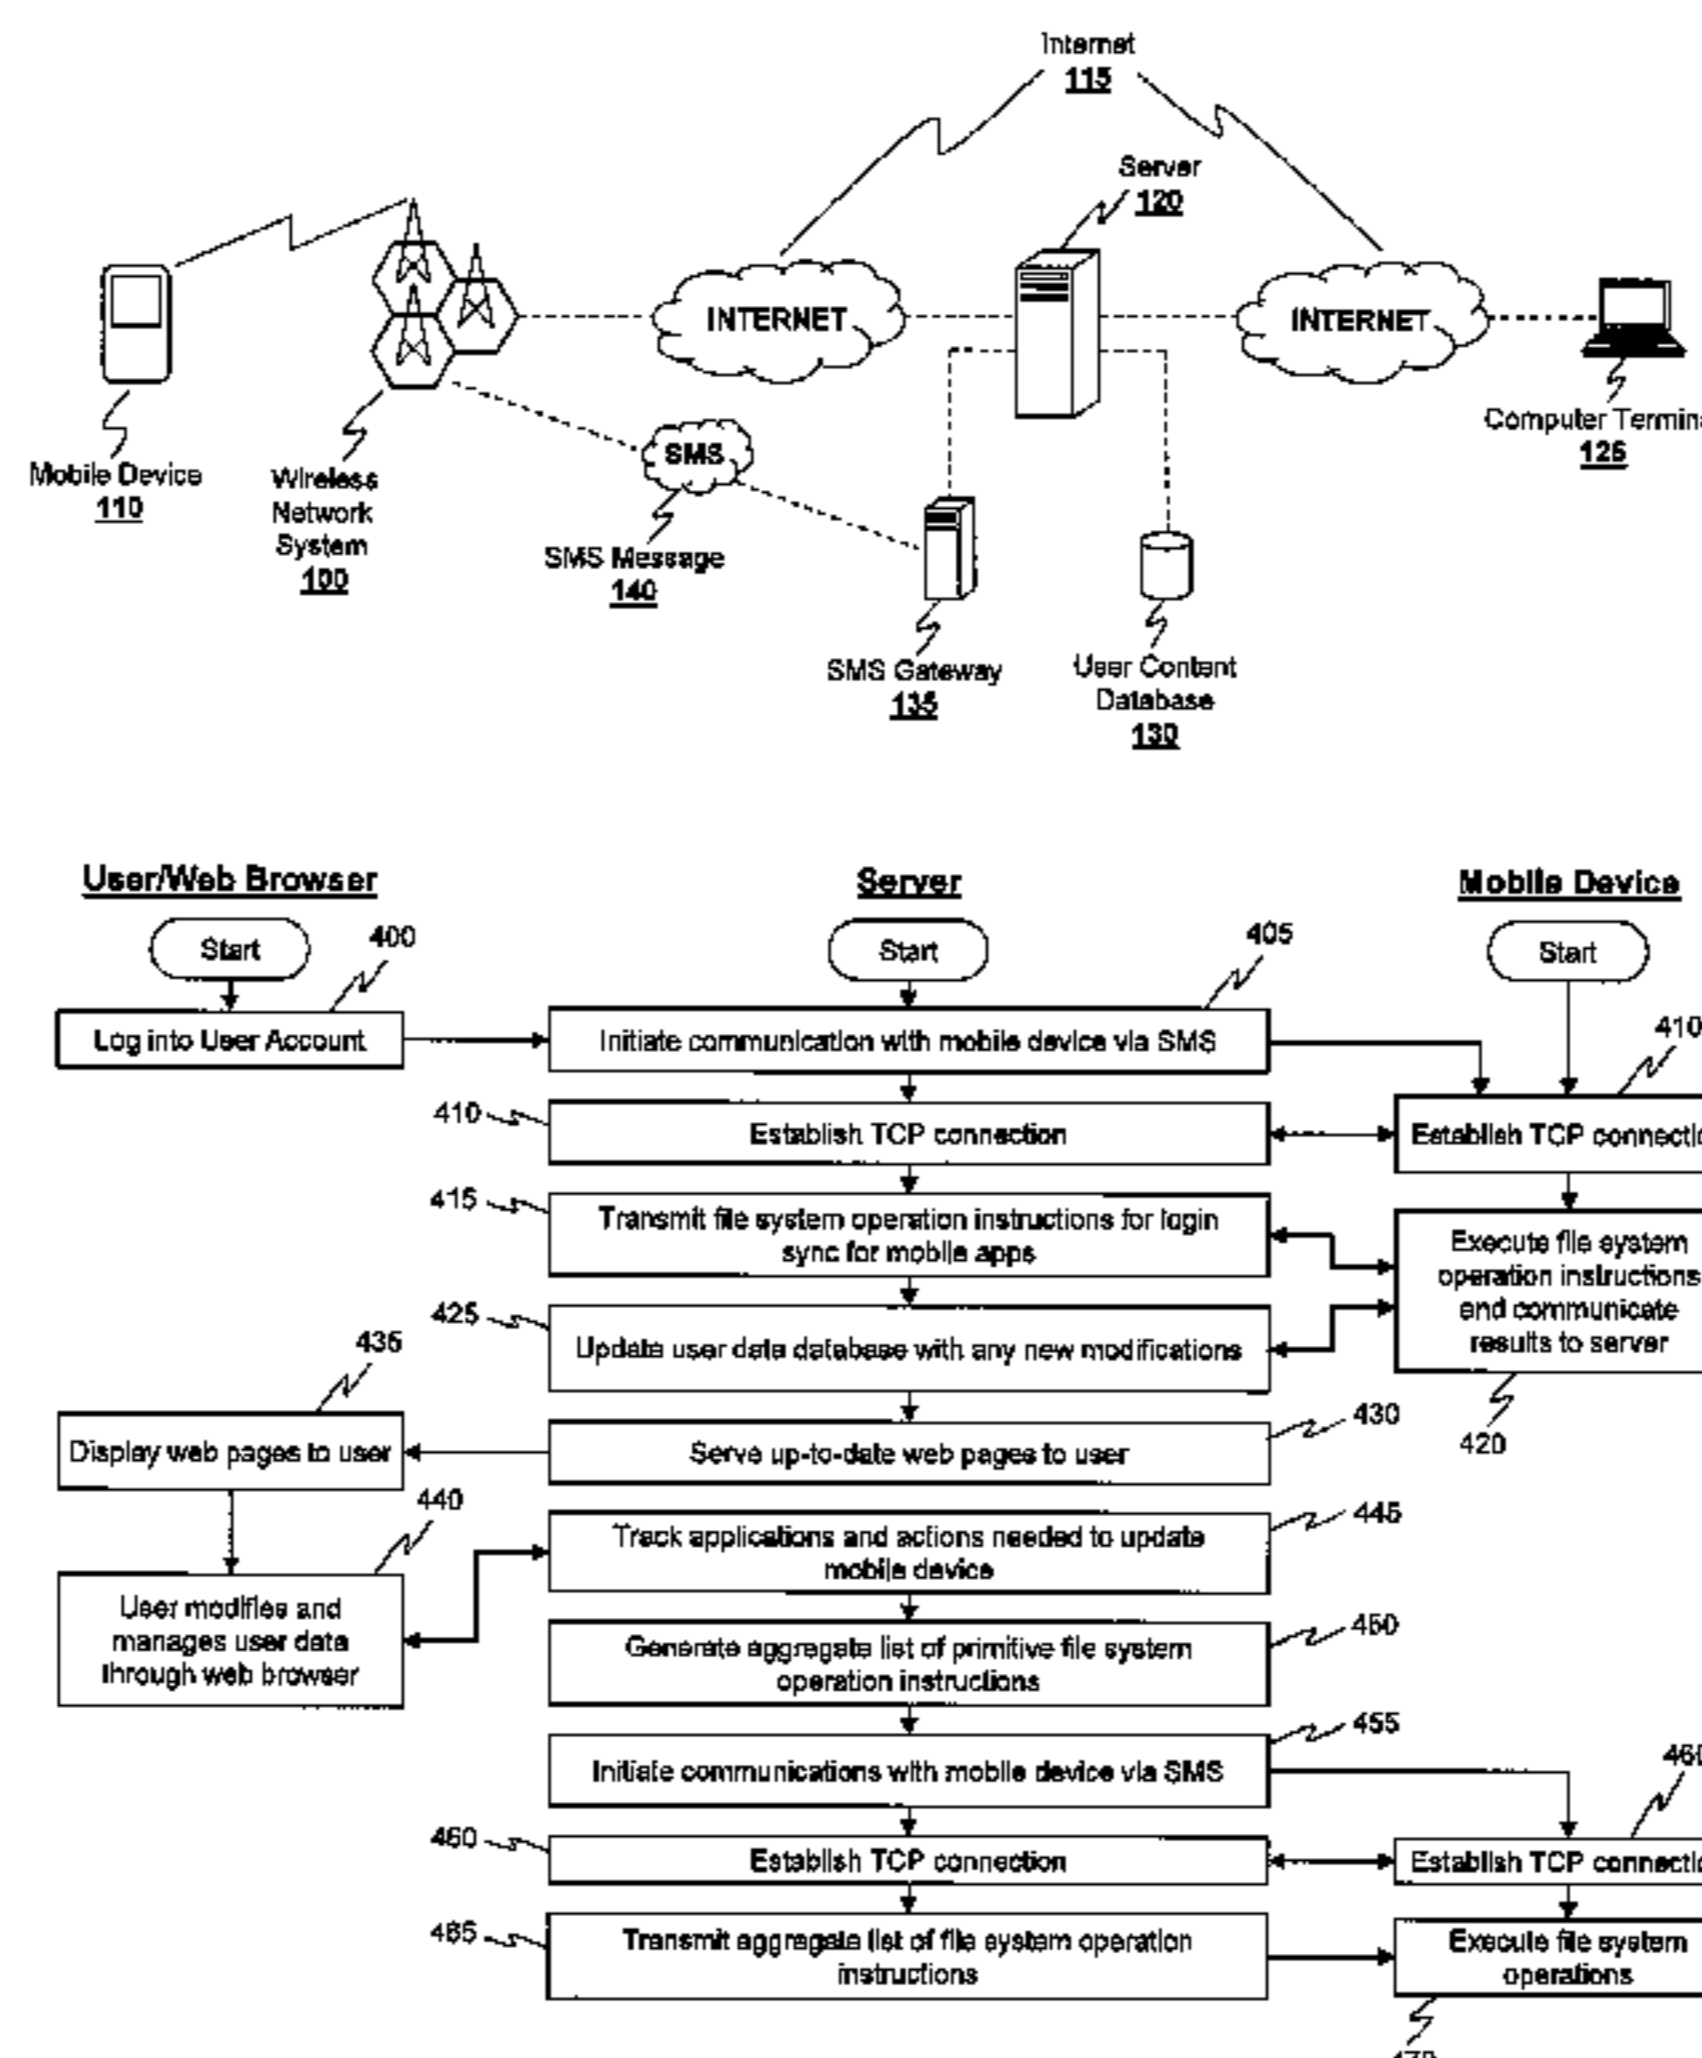 Internet
115
Server
120
INTERNET
INTERNET
SMS
Computer Termina
125
Mobile Device
110
Wireless
Network
System
100
SMS Message
140
SMS Gateway
135
User Content
Database
130
User/Web Browser
Server
Mobile Device
Start
400
Start
405
Start
Log into User Account
Initiate communication with mobile device via SMS
410
410
Establish TCP connection
Establish TCP connectio
415
Transmit file system operation instructions for login
sync for mobile apps
Execute file system
operation instructions
and communicate
results to server
425
Update user data database with any new modifications
435
430
420
Display web pages to user
Serve up-to-date web pages to user
440
445
Track applications and actions needed to update
mobile device
User modifies and
manages user data
through web browser
450
Generate aggregate list of primitive file system
operation instructions
455
Initiate communications with mobile device via SMS
460
460
Establish TCP connection
Establish TCP connectio
465
Transmit aggregate list of file system operation
instructions
Execute file system
operations
470